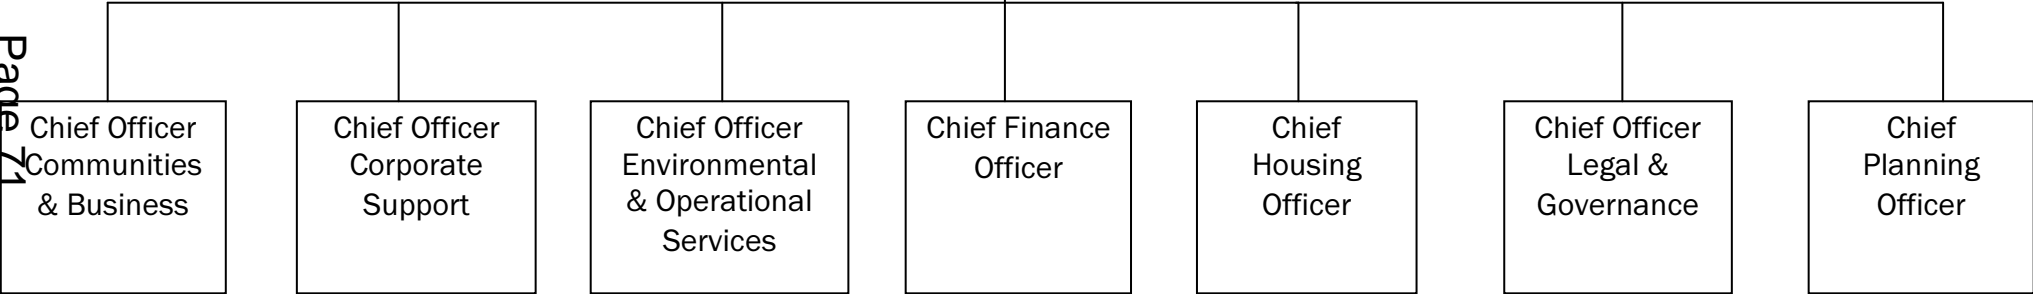 Page 71
Chief Officer
Communities
& Business
Chief Officer
Corporate
Support
Chief Officer
Environmental
& Operational
Services
Chief Finance
Officer
Chief
Housing
Officer
Chief Officer
Legal &
Governance
Chief
Planning
Officer